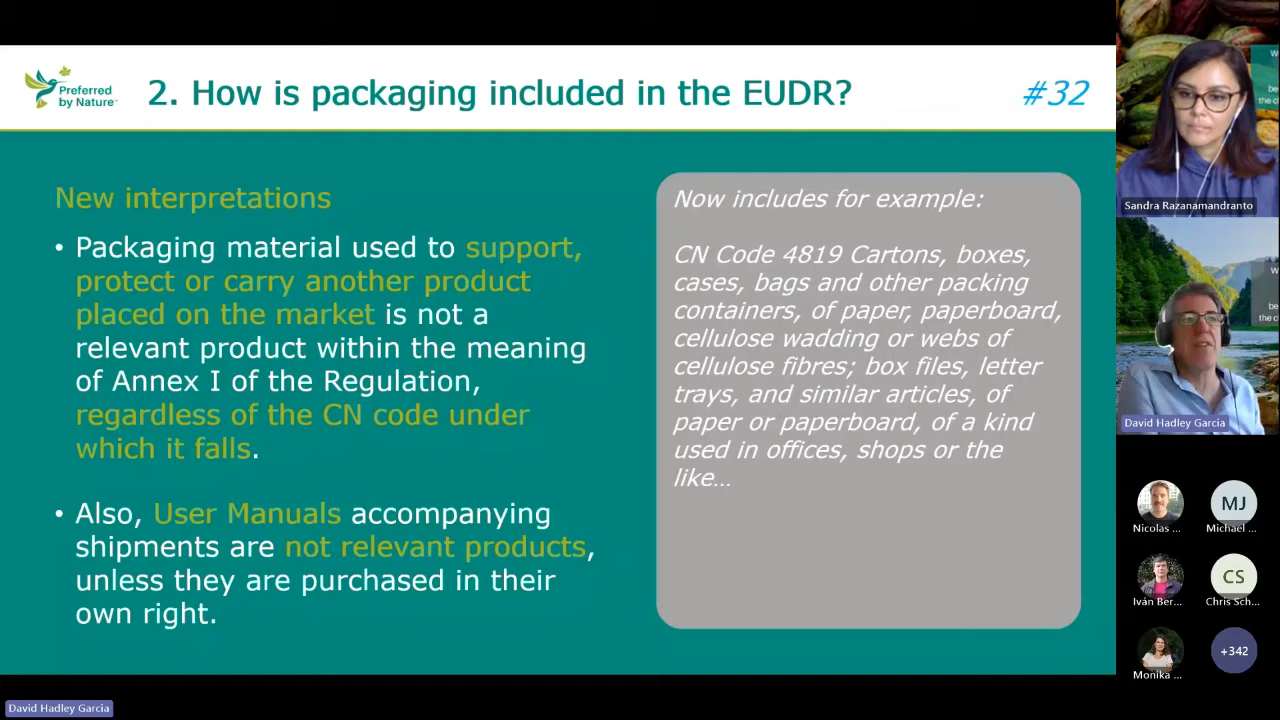 Preferred
by Nature™
2. How is packaging included in the EUDR?
#32
New interpretations
• Packaging material used to support,
protect or carry another product
placed on the market is not a
relevant product within the meaning
of Annex I of the Regulation,
regardless of the CN code under
which it falls.
• Also, User Manuals accompanying
shipments are not relevant products,
unless they are purchased in their
own right.
Now includes for example:
CN Code 4819 Cartons, boxes,
cases, bags and other packing
containers, of paper, paperboard,
cellulose wadding or webs of
cellulose fibres; box files, letter
trays, and similar articles, of
paper or paperboard, of a kind
used in offices, shops or the
like…
Sandra Razanamandranto
David Hadley Garcia
Nicolas ...
MJ
Michael ...
Iván Ber...
CS
Chris Sch...
Monika ...
+342
David Hadley Garcia